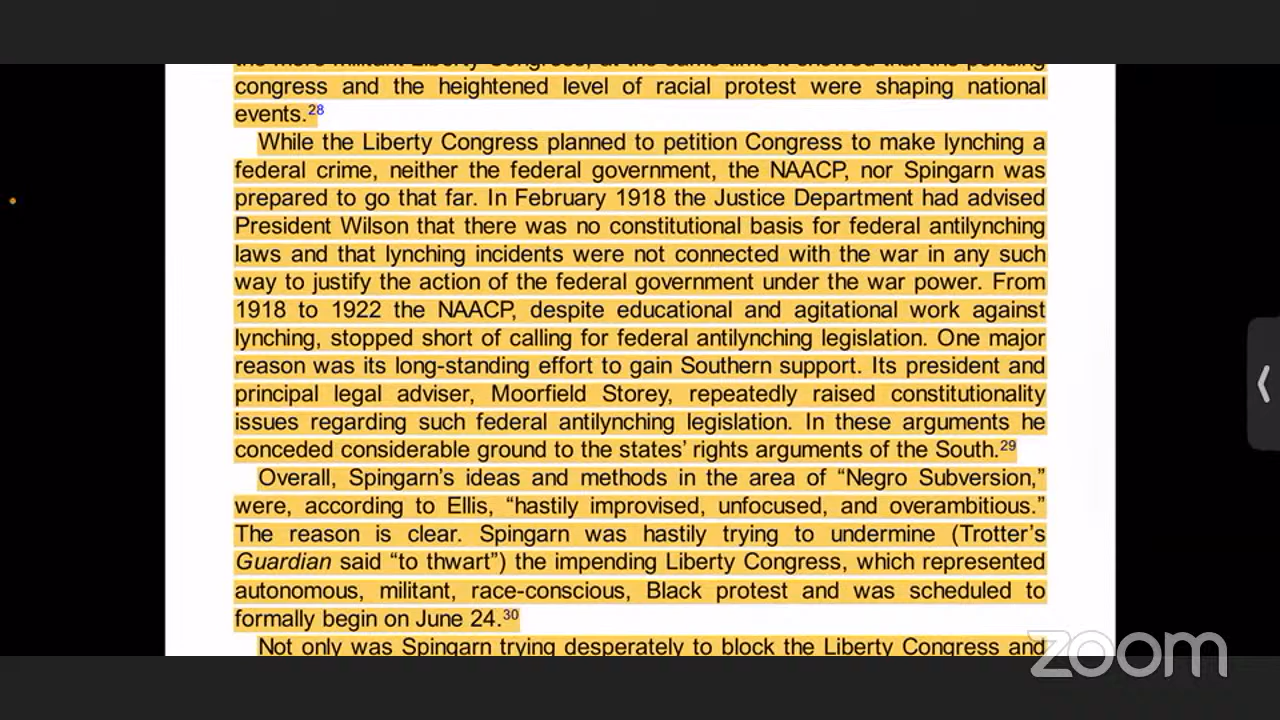 congress and the heightened level of racial protest were shaping national
events.28
While the Liberty Congress planned to petition Congress to make lynching a
federal crime, neither the federal government, the NAACP, nor Spingarn was
prepared to go that far. In February 1918 the Justice Department had advised
President Wilson that there was no constitutional basis for federal antilynching
laws and that lynching incidents were not connected with the war in any such
way to justify the action of the federal government under the war power. From
1918 to 1922 the NAACP, despite educational and agitational work against
lynching, stopped short of calling for federal antilynching legislation. One major
reason was its long-standing effort to gain Southern support. Its president and
principal legal adviser, Moorfield Storey, repeatedly raised constitutionality
issues regarding such federal antilynching legislation. In these arguments he
conceded considerable ground to the states’ rights arguments of the South.29
Overall, Spingarn’s ideas and methods in the area of “Negro Subversion,”
were, according to Ellis, “hastily improvised, unfocused, and overambitious.”
The reason is clear. Spingarn was hastily trying to undermine (Trotter’s
Guardian said “to thwart”) the impending Liberty Congress, which represented
autonomous, militant, race-conscious, Black protest and was scheduled to
formally begin on June 24.30
Not only was Spingarn trying desperately to block the Liberty Congress and
zoom